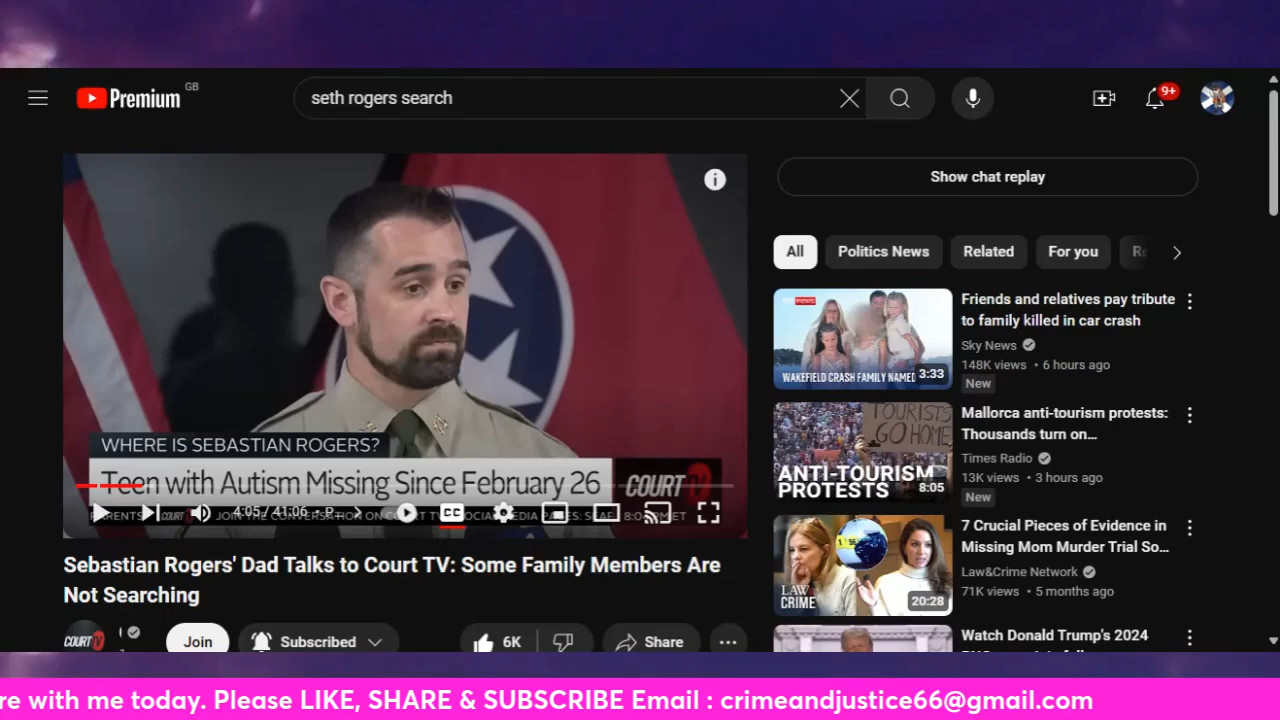 Premium GB
seth rogers search
9+
WHERE IS SEBASTIAN ROGERS?
Teen with Autism Missing Since February 26
COURT TV
4:05 / 41:06
CC
Sebastian Rogers' Dad Talks to Court TV: Some Family Members Are
Not Searching
COURT TV
Join
Subscribed
6K
Share
Show chat replay
All
Politics News
Related
For you
WAKEFIELD CRASH FAMILY NAMED
3:33
Friends and relatives pay tribute
to family killed in car crash
Sky News
148K views • 6 hours ago
New
TOURISTS
GO HOME
ANTI-TOURISM
PROTESTS
8:05
Mallorca anti-tourism protests:
Thousands turn on...
Times Radio
13K views • 3 hours ago
New
LAW&
CRIME
20:28
7 Crucial Pieces of Evidence in
Missing Mom Murder Trial So...
Law&Crime Network
71K views • 5 months ago
Watch Donald Trump's 2024
re with me today. Please LIKE, SHARE & SUBSCRIBE Email : crimeandjustice66@gmail.com